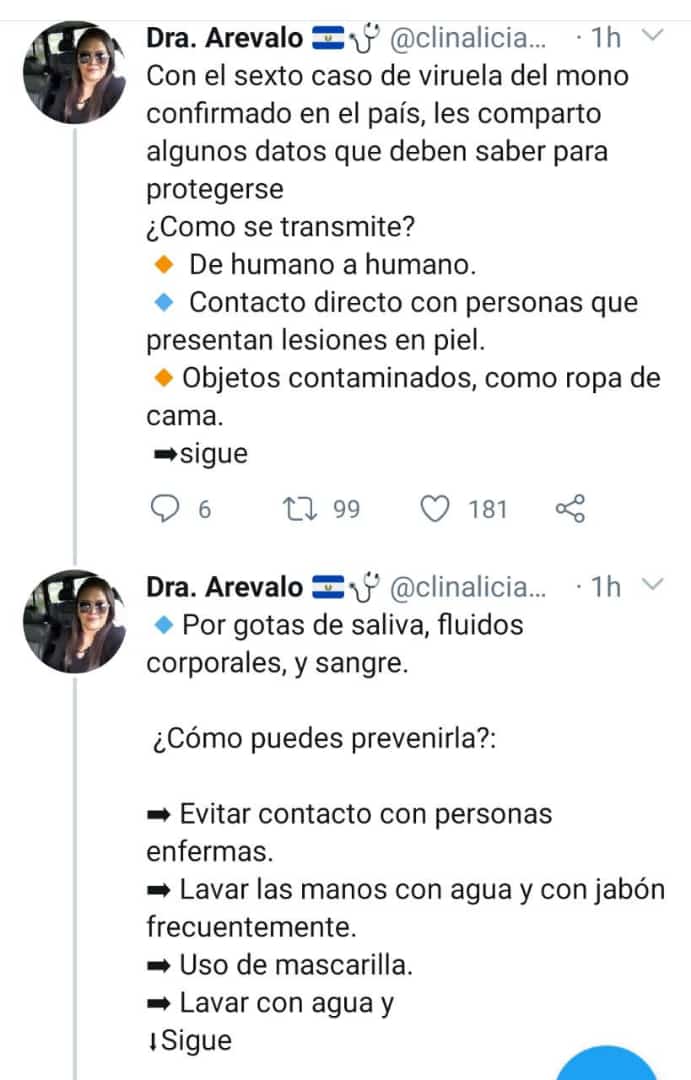 Dra. Arevalo 🇸🇻🩺 @clinalicia... · 1h
Con el sexto caso de viruela del mono
confirmado en el país, les comparto
algunos datos que deben saber para
protegerse
¿Como se transmite?
🔸 De humano a humano.
🔹 Contacto directo con personas que
presentan lesiones en piel.
🔸Objetos contaminados, como ropa de
cama.
➡️sigue
6 99 181
Dra. Arevalo 🇸🇻🩺 @clinalicia... · 1h
🔹Por gotas de saliva, fluidos
corporales, y sangre.
¿Cómo puedes prevenirla?:
➡️ Evitar contacto con personas
enfermas.
➡️ Lavar las manos con agua y con jabón
frecuentemente.
➡️ Uso de mascarilla.
➡️ Lavar con agua y
⬇Sigue